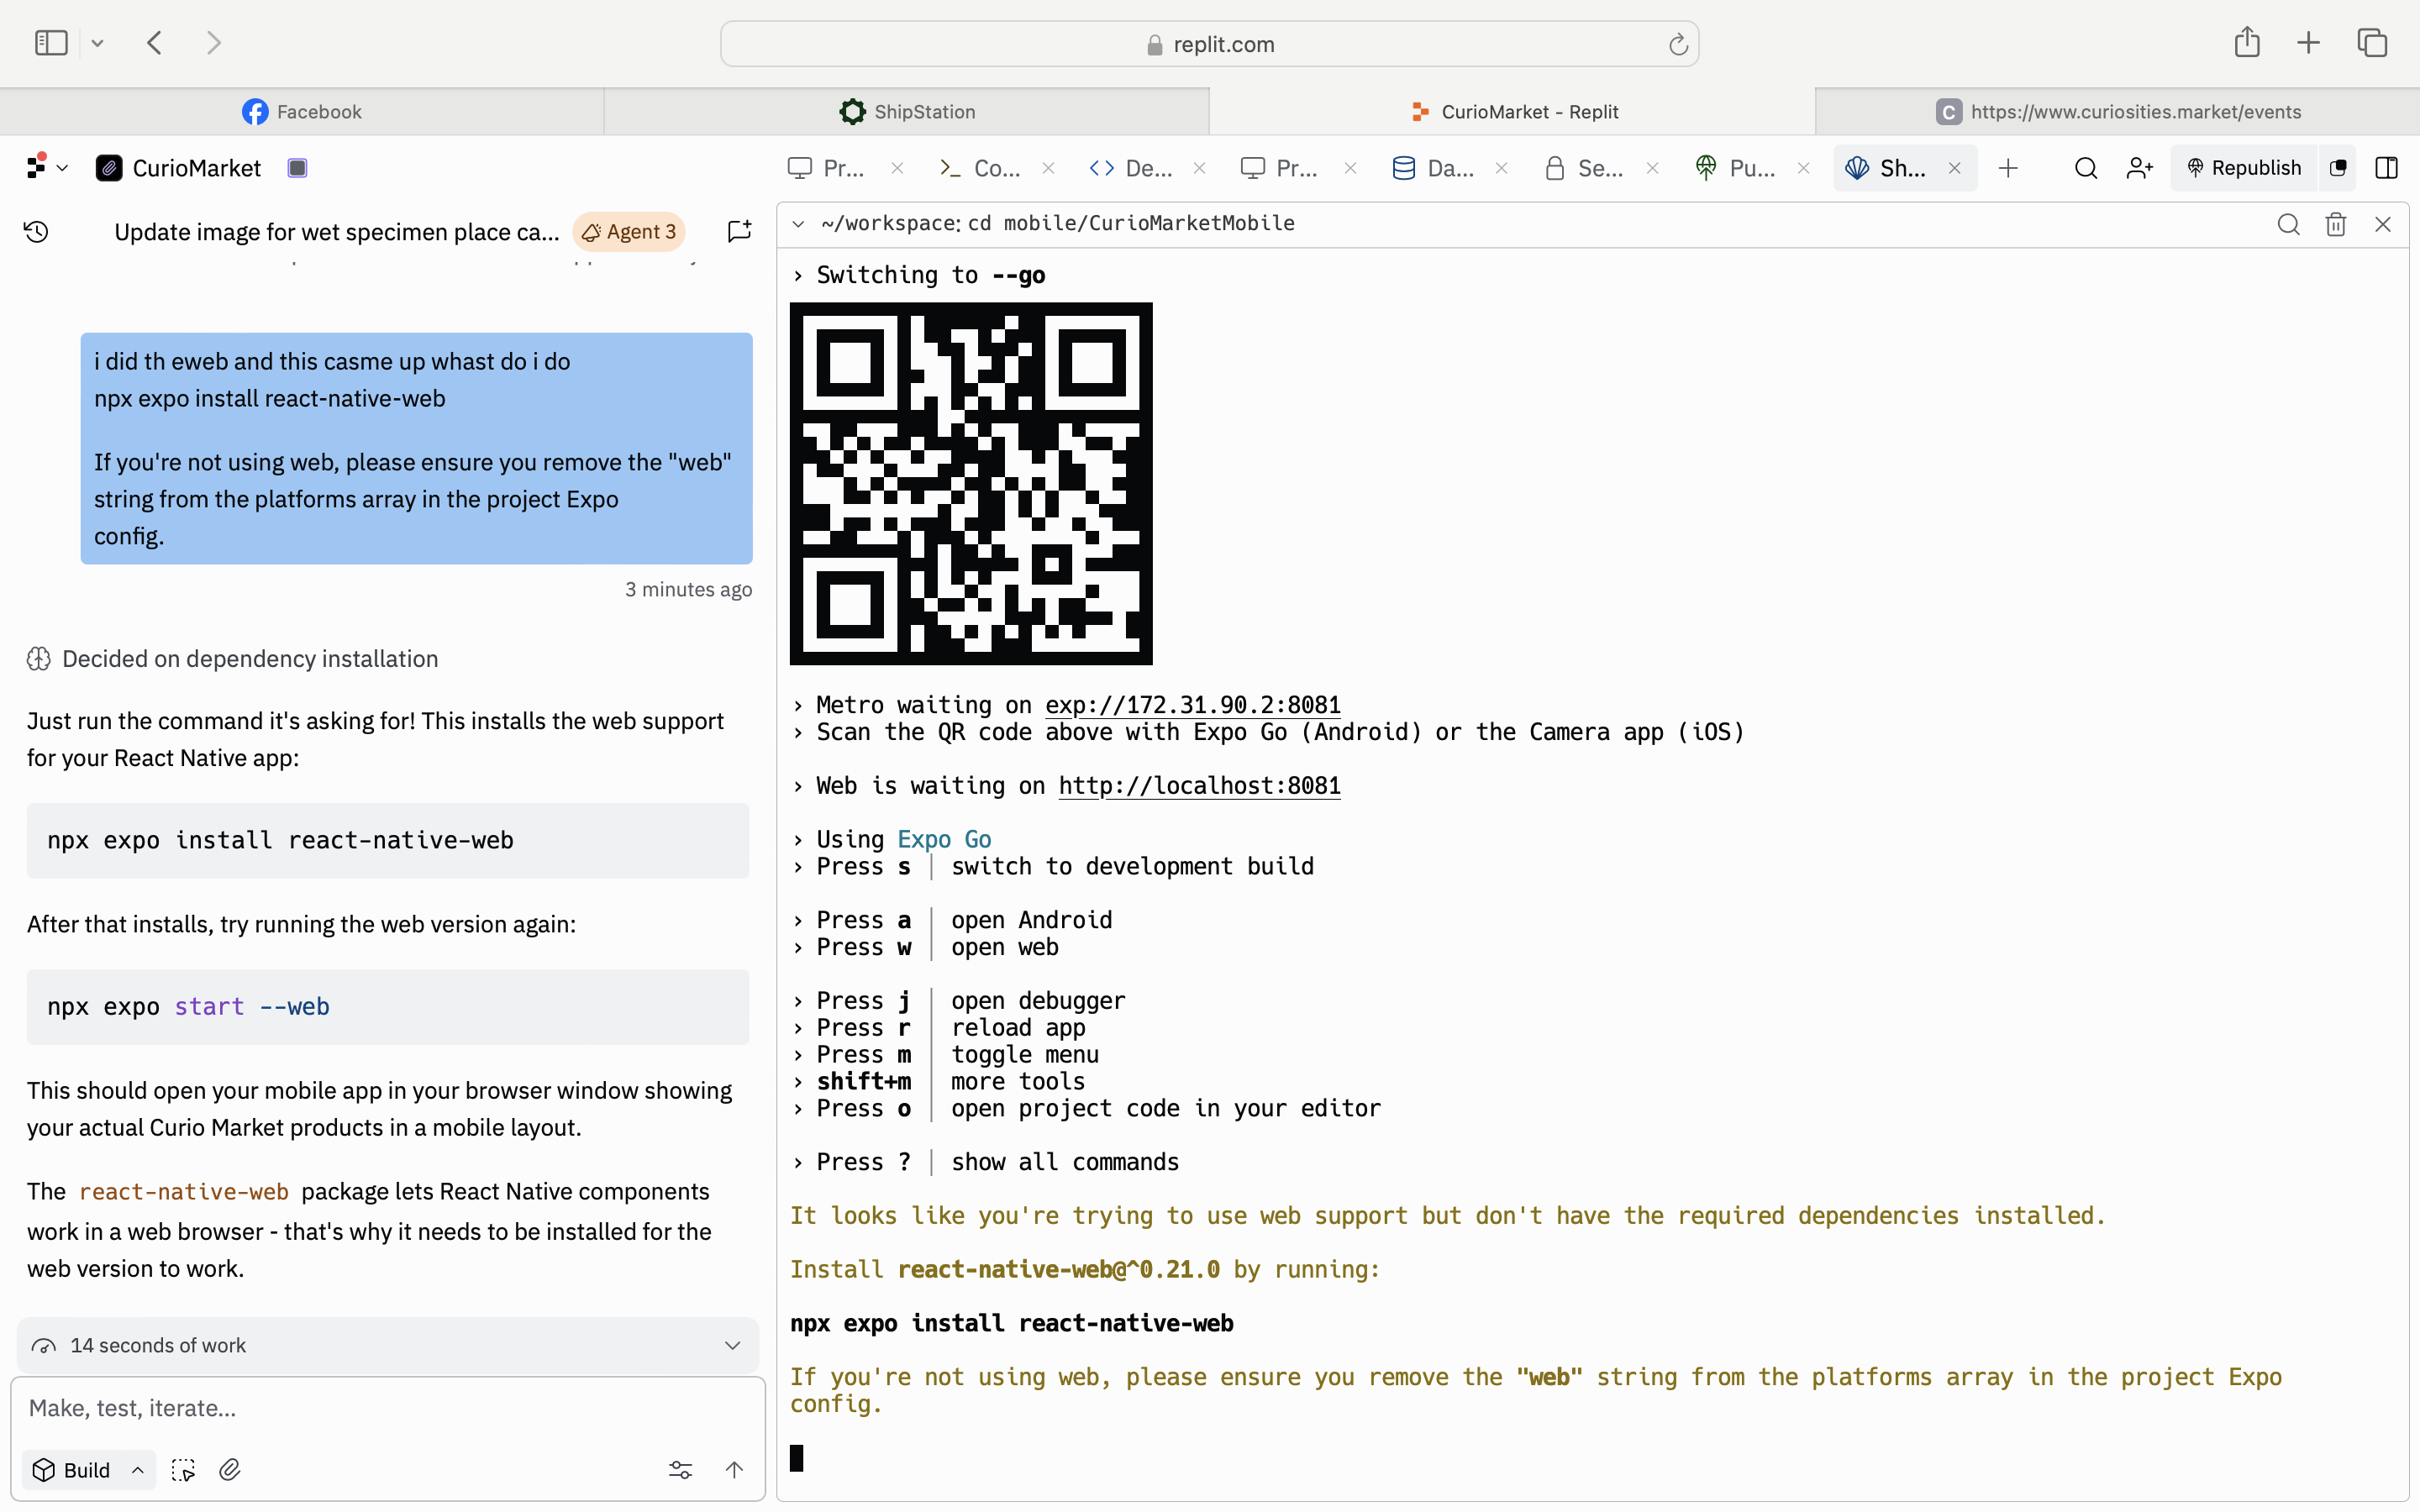 replit.com
Facebook
ShipStation
CurioMarket - Replit
C https://www.curiosities.market/events
CurioMarket
Pr...
Co...
De...
Pr...
Da...
Se...
Pu...
Sh...
Republish
Update image for wet specimen place ca...
Agent 3
i did th eweb and this casme up whast do i do
npx expo install react-native-web
If you're not using web, please ensure you remove the "web"
string from the platforms array in the project Expo
config.
3 minutes ago
Decided on dependency installation
Just run the command it's asking for! This installs the web support
for your React Native app:
npx expo install react-native-web
After that installs, try running the web version again:
npx expo start --web
This should open your mobile app in your browser window showing
your actual Curio Market products in a mobile layout.
The react-native-web package lets React Native components
work in a web browser - that's why it needs to be installed for the
web version to work.
14 seconds of work
Make, test, iterate...
Build
~/workspace: cd mobile/CurioMarketMobile
› Switching to --go
› Metro waiting on exp://172.31.90.2:8081
› Scan the QR code above with Expo Go (Android) or the Camera app (iOS)
› Web is waiting on http://localhost:8081
› Using Expo Go
› Press s │ switch to development build
› Press a │ open Android
› Press w │ open web
› Press j │ open debugger
› Press r │ reload app
› Press m │ toggle menu
› shift+m │ more tools
› Press o │ open project code in your editor
› Press ? │ show all commands
It looks like you're trying to use web support but don't have the required dependencies installed.
Install react-native-web@^0.21.0 by running:
npx expo install react-native-web
If you're not using web, please ensure you remove the "web" string from the platforms array in the project Expo
config.